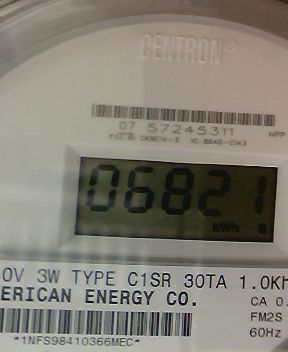 CENTRON®
07 57245311
HPP
06821
kWh
0V 3W TYPE C1SR 30TA 1.0Kh
ERICAN ENERGY CO.
CA 0.
FM2S
60Hz
*1NFS98410366MEC*